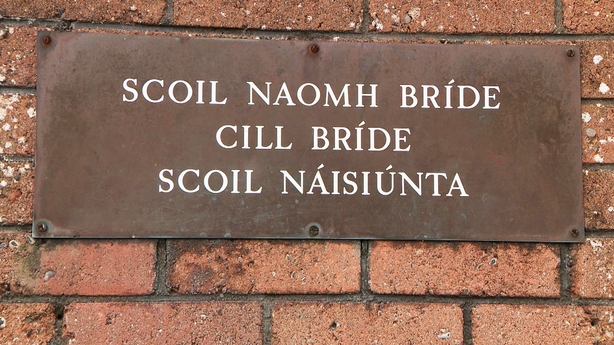 SCOIL NAOMH BRÍDE
CILL BRÍDE
SCOIL NÁISIÚNTA